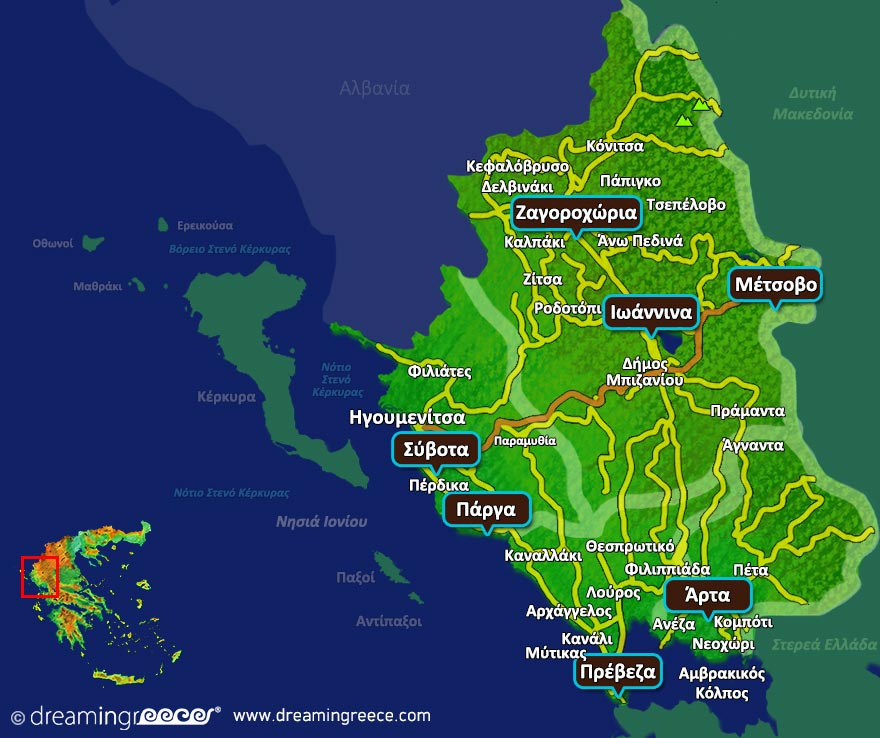 Αλβανία
Δυτική
Μακεδονία
Κόνιτσα
Κεφαλόβρυσο
Δελβινάκι
Πάπιγκο
Ζαγοροχώρια
Τσεπέλοβο
Ερεικούσα
Οθωνοί
Βόρειο Στενό Κέρκυρας
Καλπάκι
Άνω Πεδινά
Μαθράκι
Ζίτσα
Μέτσοβο
Ροδοτόπι
Ιωάννινα
Νότιο
Στενό
Κέρκυρας
Φιλιάτες
Δήμος
Μπιζανίου
Κέρκυρα
Ηγουμενίτσα
Πράμαντα
Σύβοτα
Παραμυθία
Άγναντα
Πέρδικα
Νότιο Στενό Κέρκυρας
Πάργα
Νησιά Ιονίου
Καναλλάκι
Θεσπρωτικό
Φιλιππιάδα
Πέτα
Παξοί
Λούρος
Άρτα
Αντίπαξοι
Αρχάγγελος
Ανέζα
Κομπότι
Κανάλι
Νεοχώρι
Στερεά Ελλάδα
Μύτικας
Πρέβεζα
Αμβρακικός
Κόλπος
© dreamingreece® www.dreamingreece.com